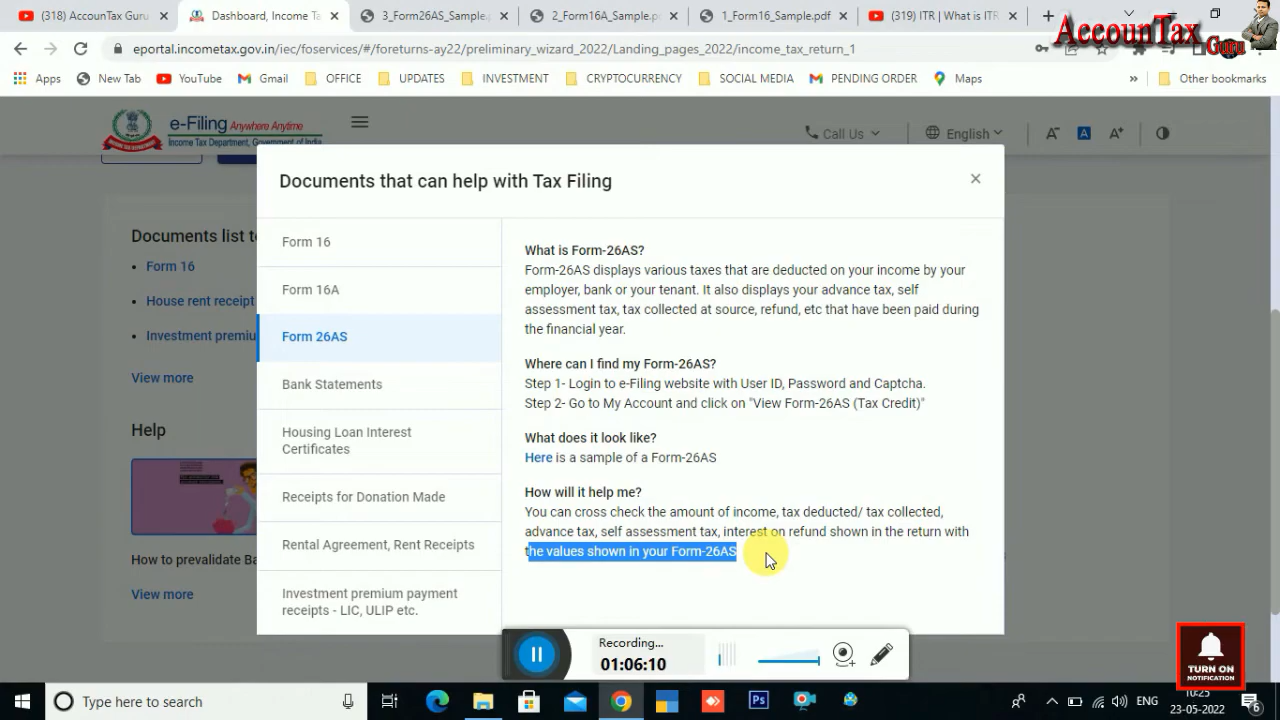 (318) AccounTax Guru
Dashboard, Income Ta
3_Form26AS_Sample.
2_Form16A_Sample.pd
1_Form16_Sample.pdf
(319) ITR | What is ITR
AccounTax
Guru
eportal.incometax.gov.in/iec/foservices/#/foreturns-ay22/preliminary_wizard_2022/Landing_pages_2022/income_tax_return_1
Apps
New Tab
YouTube
Gmail
OFFICE
UPDATES
INVESTMENT
CRYPTOCURRENCY
SOCIAL MEDIA
PENDING ORDER
Maps
»
Other bookmarks
e-Filing Anywhere Anytime
Income Tax Department, Government of India
Call Us
English
A-
A
A+
Documents that can help with Tax Filing
Documents list to
Form 16
House rent receipt
Investment premiu
View more
Help
How to prevalidate Ba
View more
Form 16
Form 16A
Form 26AS
Bank Statements
Housing Loan Interest
Certificates
Receipts for Donation Made
Rental Agreement, Rent Receipts
Investment premium payment
receipts - LIC, ULIP etc.
What is Form-26AS?
Form-26AS displays various taxes that are deducted on your income by your
employer, bank or your tenant. It also displays your advance tax, self
assessment tax, tax collected at source, refund, etc that have been paid during
the financial year.
Where can I find my Form-26AS?
Step 1- Login to e-Filing website with User ID, Password and Captcha.
Step 2- Go to My Account and click on "View Form-26AS (Tax Credit)"
What does it look like?
Here is a sample of a Form-26AS
How will it help me?
You can cross check the amount of income, tax deducted/ tax collected,
advance tax, self assessment tax, interest on refund shown in the return with
the values shown in your Form-26AS
Recording...
01:06:10
TURN ON
NOTIFICATION
Type here to search
Ps
ENG
10:25
23-05-2022
6